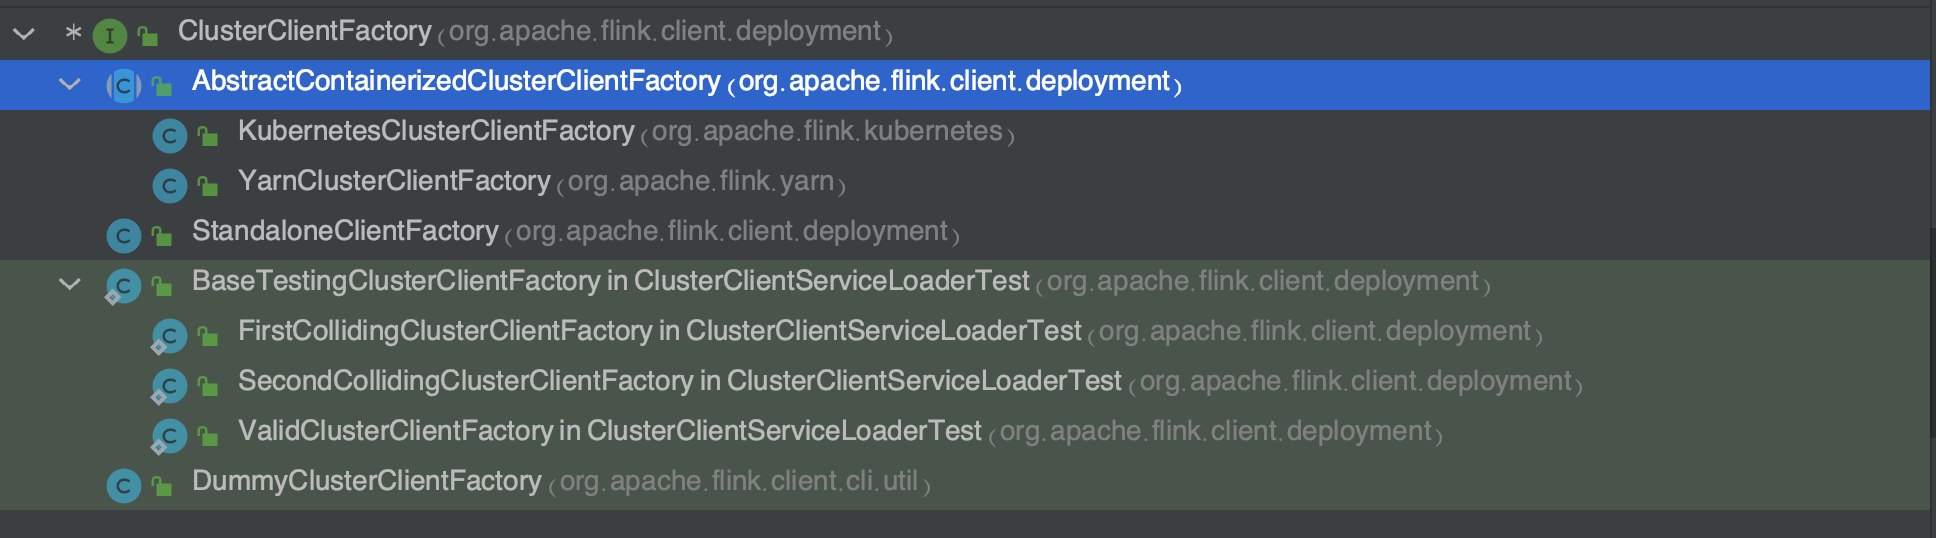 * I ClusterClientFactory (org.apache.flink.client.deployment)
C AbstractContainerizedClusterClientFactory (org.apache.flink.client.deployment)
C KubernetesClusterClientFactory (org.apache.flink.kubernetes)
C YarnClusterClientFactory (org.apache.flink.yarn)
C StandaloneClientFactory (org.apache.flink.client.deployment)
C BaseTestingClusterClientFactory in ClusterClientServiceLoaderTest (org.apache.flink.client.deployment)
C FirstCollidingClusterClientFactory in ClusterClientServiceLoaderTest (org.apache.flink.client.deployment)
C SecondCollidingClusterClientFactory in ClusterClientServiceLoaderTest (org.apache.flink.client.deployment)
C ValidClusterClientFactory in ClusterClientServiceLoaderTest (org.apache.flink.client.deployment)
C DummyClusterClientFactory (org.apache.flink.client.cli.util)